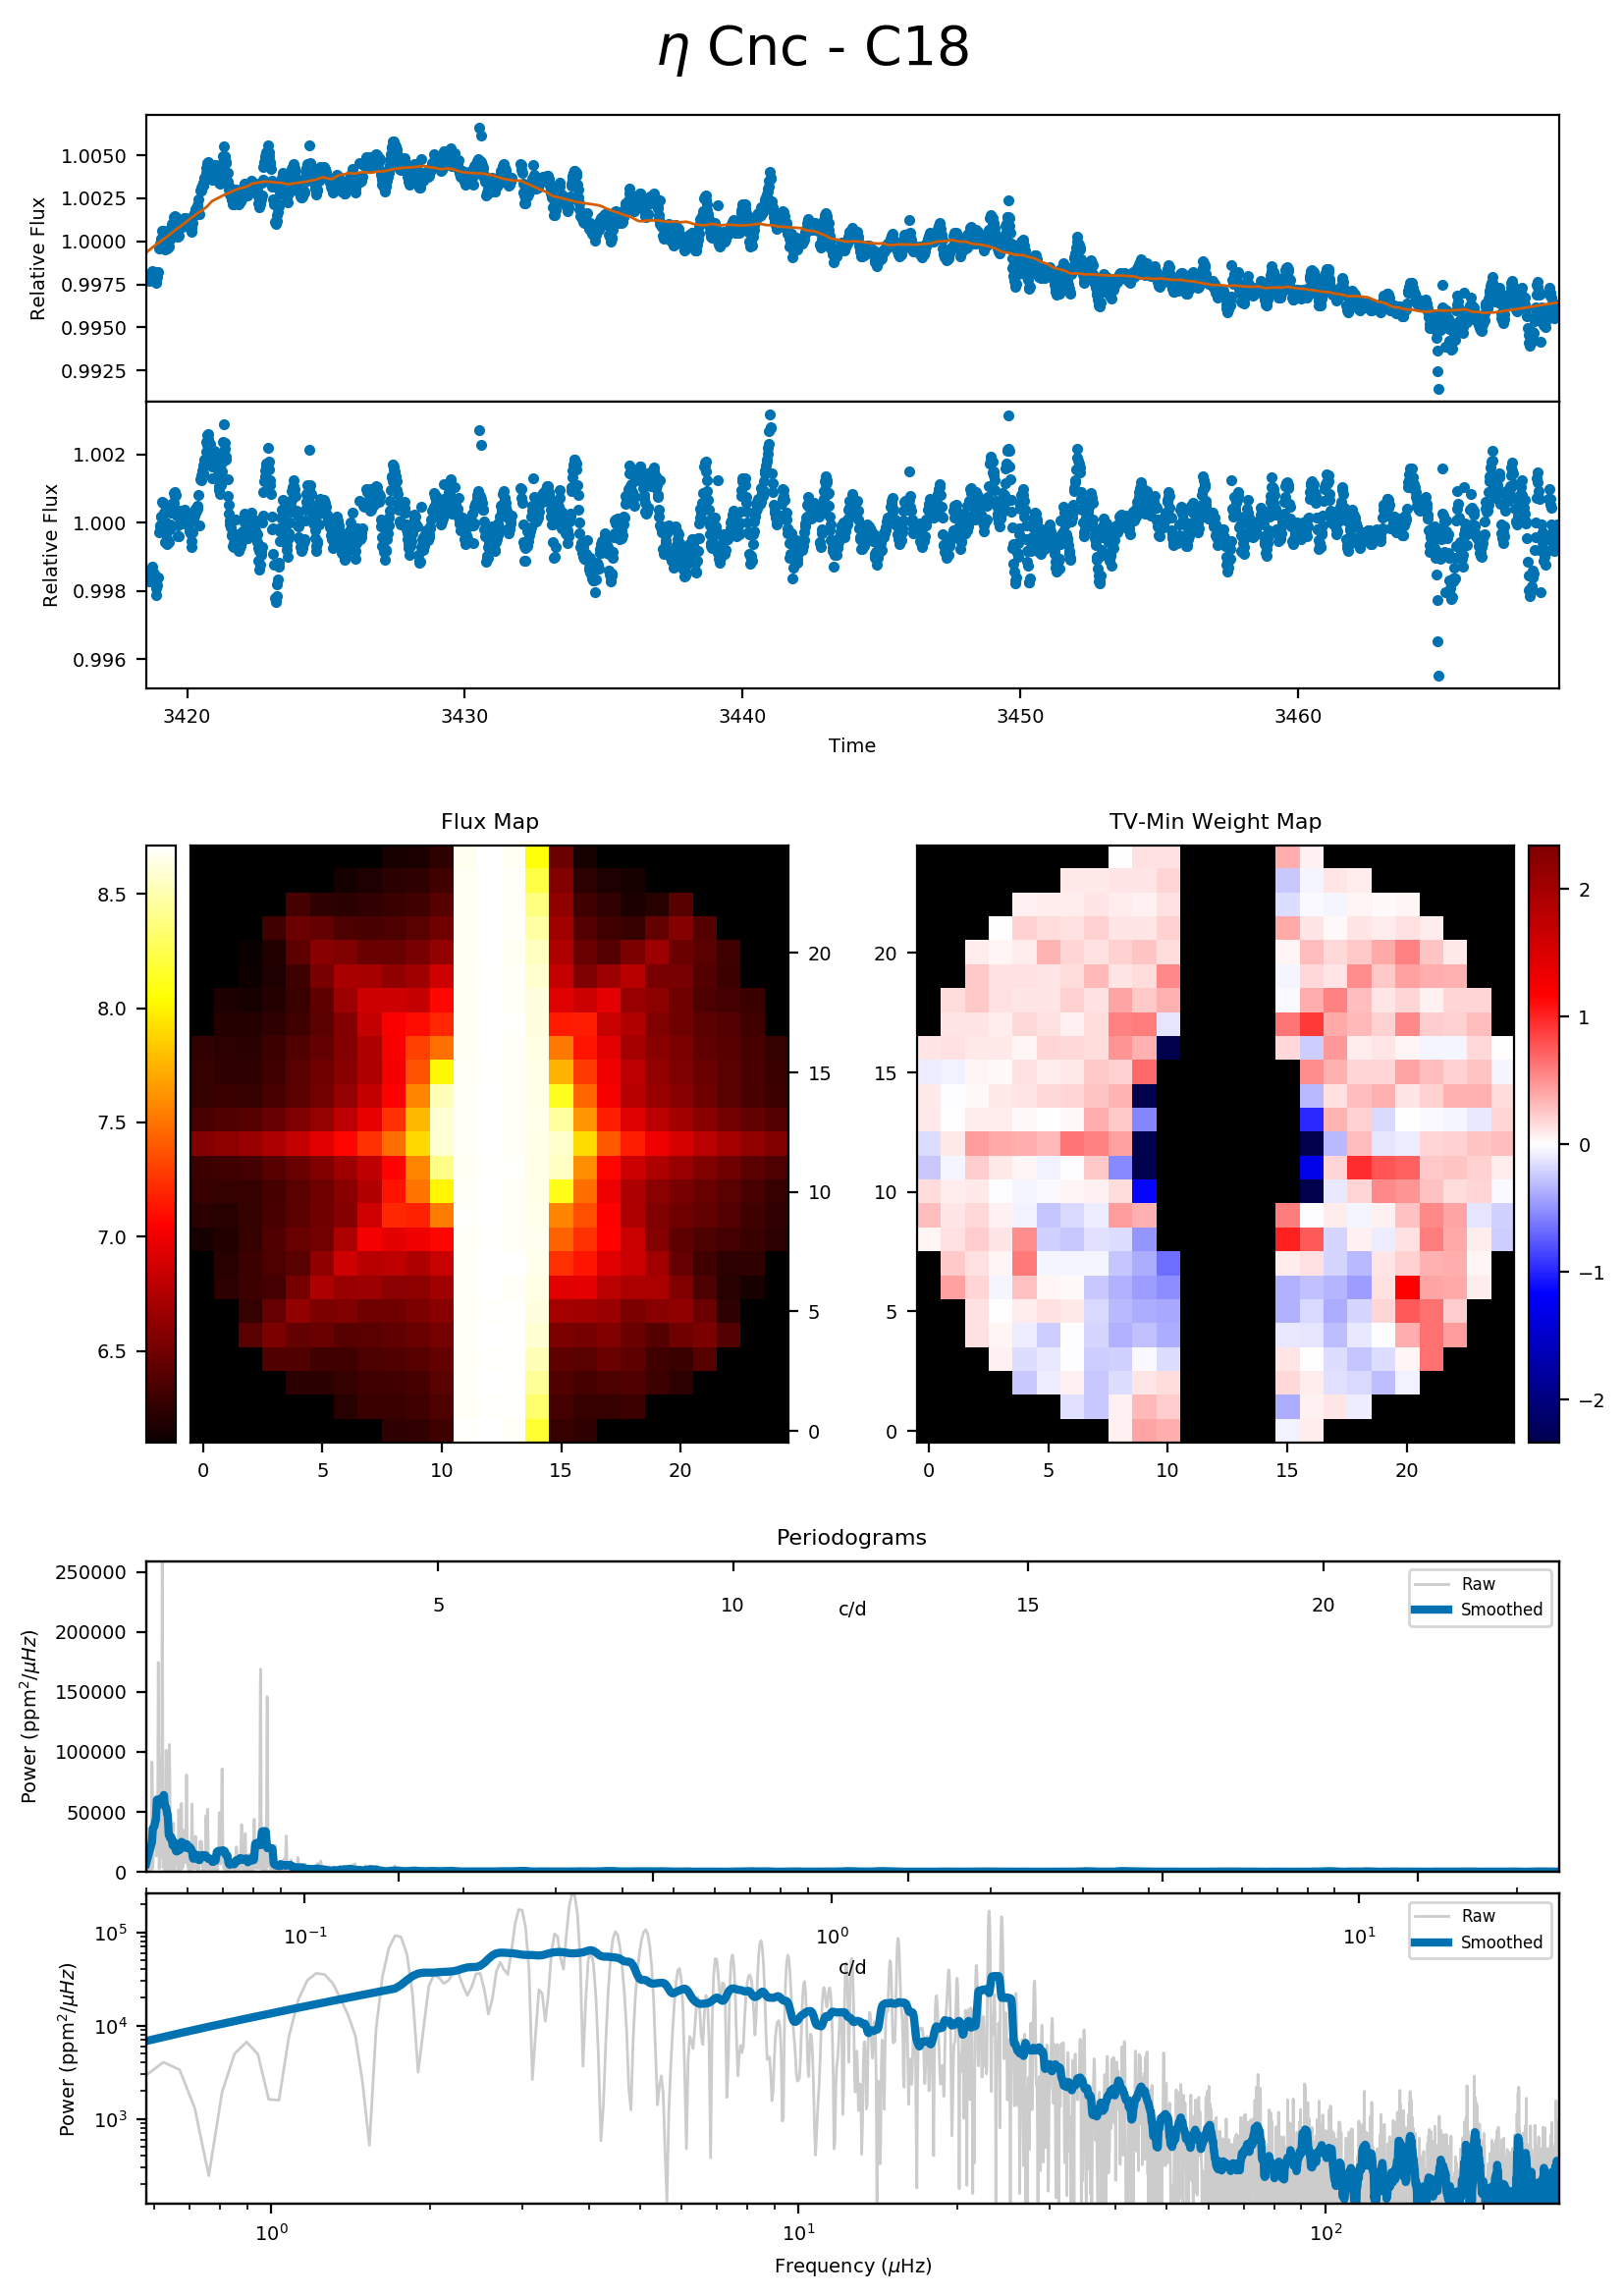 η Cnc - C18
Relative Flux
1.0050
1.0025
1.0000
0.9975
0.9950
0.9925
Relative Flux
1.002
1.000
0.998
0.996
3420 3430 3440 3450 3460
Time
Flux Map
8.5
8.0
7.5
7.0
6.5
20
15
10
5
0
0 5 10 15 20
TV-Min Weight Map
20
15
10
5
0
0 5 10 15 20
2
1
0
−1
−2
Periodograms
Power (ppm²/μHz)
250000
200000
150000
100000
50000
0
5 10 15 20
c/d
Raw
Smoothed
Power (ppm²/μHz)
10⁵
10⁴
10³
10⁻¹ 10⁰ 10¹
c/d
Raw
Smoothed
10⁰ 10¹ 10²
Frequency (μHz)